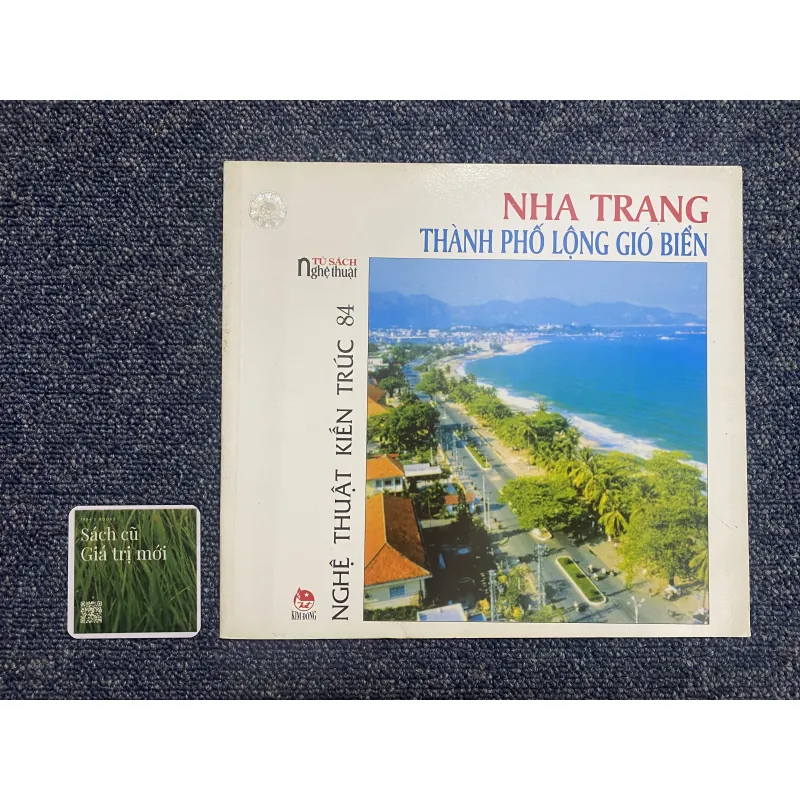 NHA TRANG
THÀNH PHỐ LỘNG GIÓ BIỂN
TỦ SÁCH
nghệ thuật
NGHỆ THUẬT KIẾN TRÚC 84
KIM ĐỒNG
Sách cũ
Giá trị mới